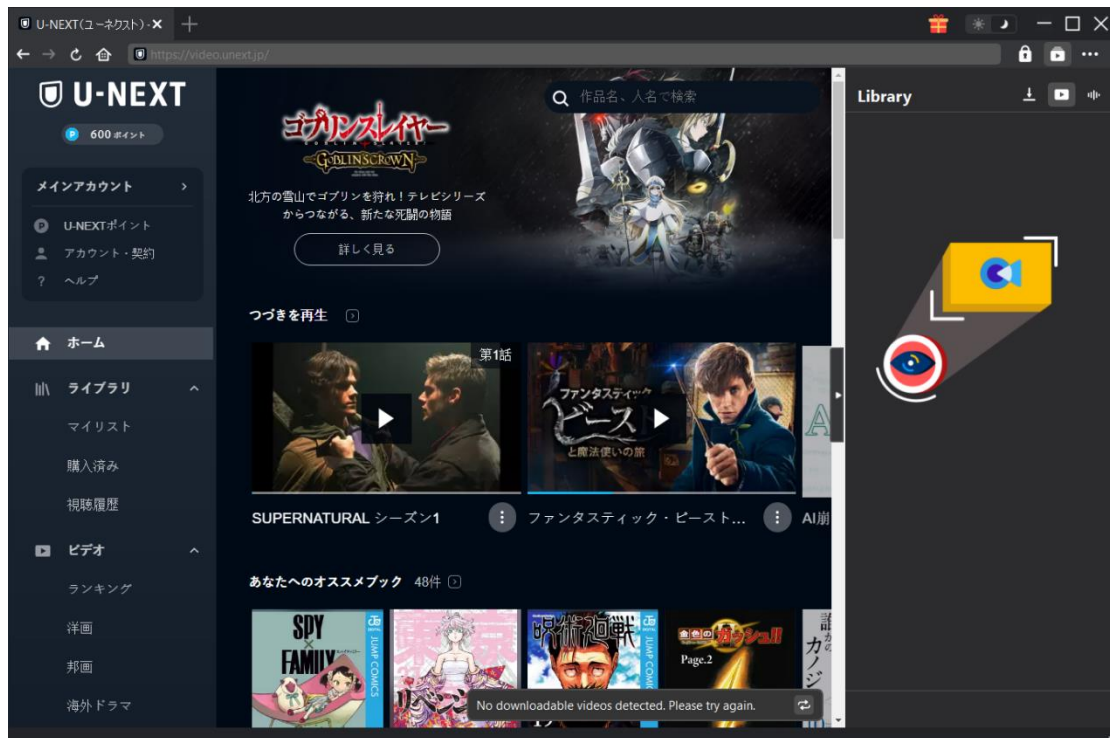 U-NEXT(ユーネクスト) -
https://video.unext.jp/
U-NEXT
600 ポイント
メインアカウント
U-NEXTポイント
アカウント・契約
ヘルプ
ホーム
ライブラリ
マイリスト
購入済み
視聴履歴
ビデオ
ランキング
洋画
邦画
海外ドラマ
作品名、人名で検索
ゴブリンスレイヤー
GOBLIN'S CROWN
北方の雪山でゴブリンを狩れ!テレビシリーズ
からつながる、新たな死闘の物語
詳しく見る
つづきを再生
第1話
ファンタスティック
ビースト
と魔法使いの旅
SUPERNATURAL シーズン1
ファンタスティック・ビースト...
AI崩
あなたへのオススメブック 48件
SPY
FAMILY
JUMP COMICS
呪術廻戦
JUMP COMICS
金色のガッシュ!!
Page.2
No downloadable videos detected. Please try again.
Library